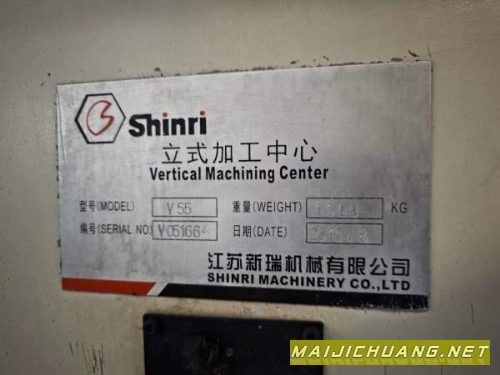 Shinri
立式加工中心
Vertical Machining Center
型号(MODEL) V55 重量(WEIGHT) KG
编号(SERIAL NO) V05166 日期(DATE)
江苏新瑞机械有限公司
SHINRI MACHINERY CO.,LTD
MAIJICHUANG.NET